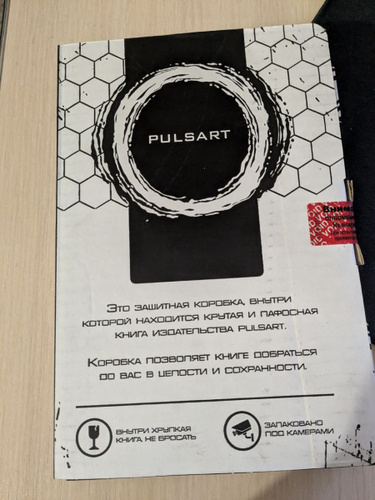 PULSART
VOID
Это защитная коробка, внутри
которой находится крутая и пафосная
книга издательства PULSART.
Коробка позволяет книге добраться
до вас в целости и сохранности.
Внутри хрупкая
книга, не бросать
Запаковано
под камерами